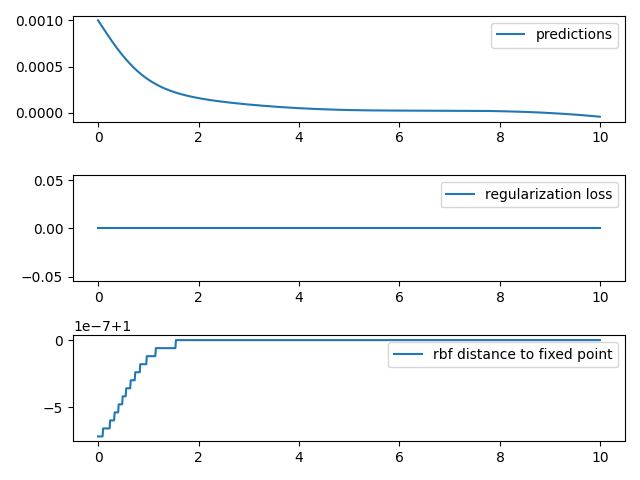 0.0010
0.0005
0.0000
predictions
0 2 4 6 8 10
0.05
0.00
−0.05
regularization loss
0 2 4 6 8 10
1e−7+1
0
−5
rbf distance to fixed point
0 2 4 6 8 10